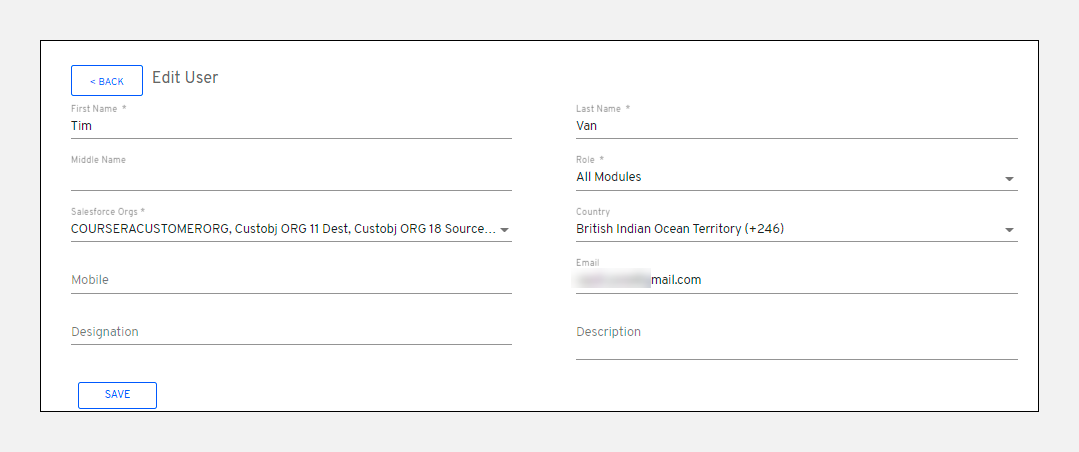 < BACK Edit User
First Name *
Tim
Last Name *
Van
Middle Name
Role *
All Modules
Salesforce Orgs *
COURSERACUSTOMERORG, Custobj ORG 11 Dest, Custobj ORG 18 Source...
Country
British Indian Ocean Territory (+246)
Mobile
Email
mail.com
Designation
Description
SAVE